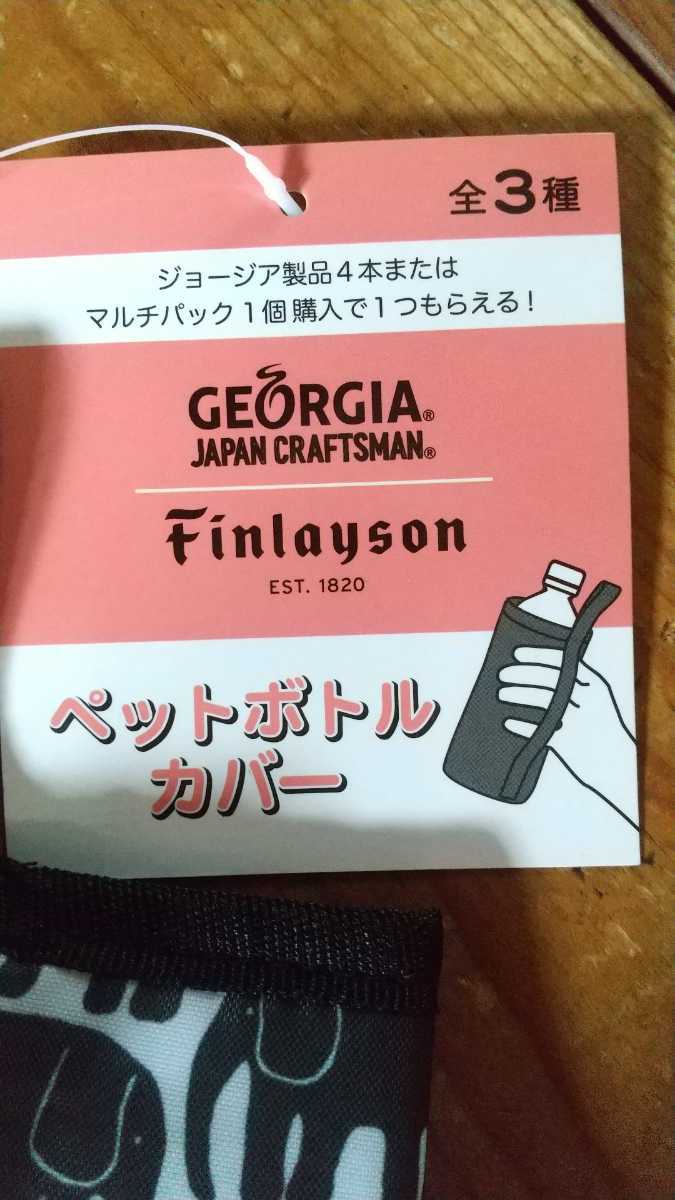 全3種
ジョージア製品4本または
マルチパック1個購入で1つもらえる!
GEORGIA®
JAPAN CRAFTSMAN®
Finlayson
EST. 1820
ペットボトル
カバー